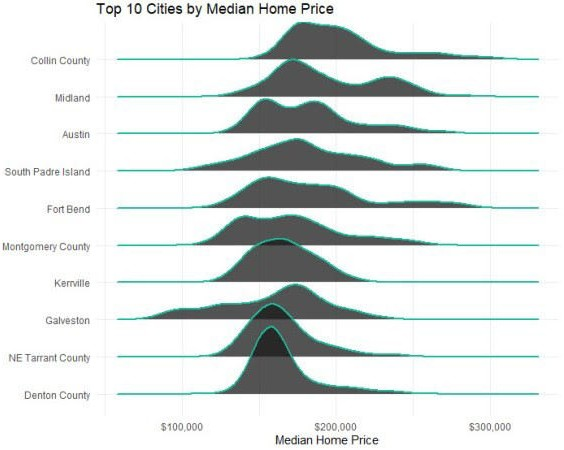 Top 10 Cities by Median Home Price
Collin County
Midland
Austin
South Padre Island
Fort Bend
Montgomery County
Kerrville
Galveston
NE Tarrant County
Denton County
$100,000 $200,000 $300,000
Median Home Price